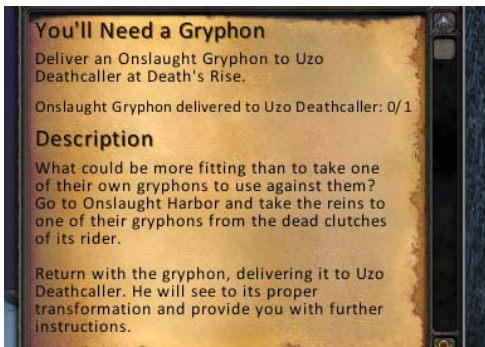 You'll Need a Gryphon
Deliver an Onslaught Gryphon to Uzo
Deathcaller at Death's Rise.
Onslaught Gryphon delivered to Uzo Deathcaller: 0/1
Description
What could be more fitting than to take one
of their own gryphons to use against them?
Go to Onslaught Harbor and take the reins to
one of their gryphons from the dead clutches
of its rider.
Return with the gryphon, delivering it to Uzo
Deathcaller. He will see to its proper
transformation and provide you with further
instructions.